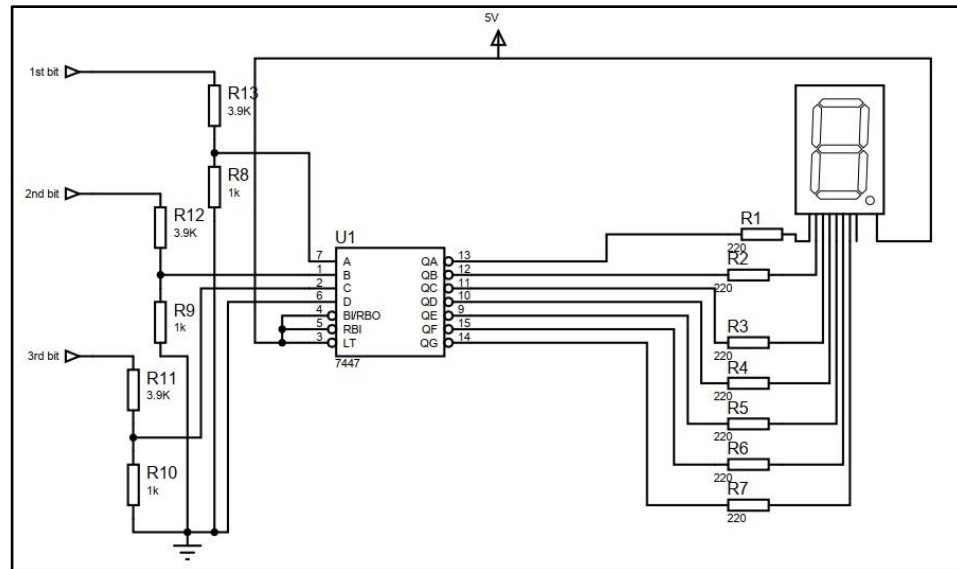 5V
1st bit
R13
3.9K
R8
1k
2nd bit
R12
3.9K
R9
1k
3rd bit
R11
3.9K
R10
1k
U1
7 A QA 13
1 B QB 12
2 C QC 11
6 D QD 10
4 BI/RBO QE 9
5 RBI QF 15
3 LT QG 14
7447
R1
220
R2
220
R3
220
R4
220
R5
220
R6
220
R7
220